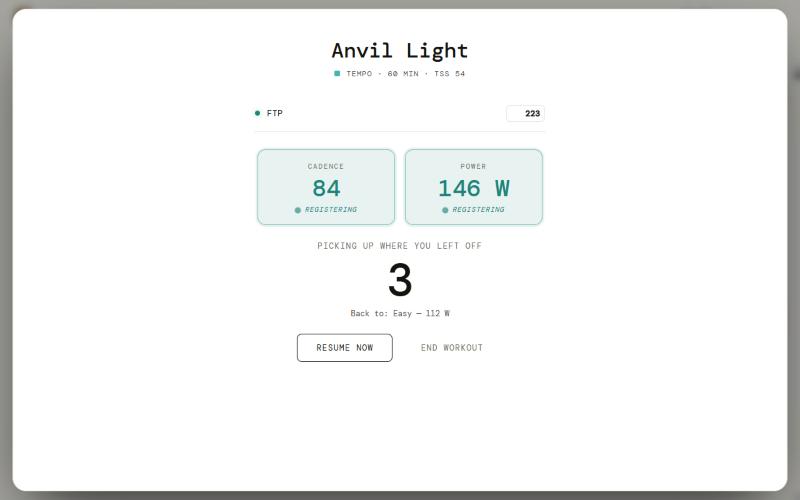 Anvil Light
TEMPO · 60 MIN · TSS 54
FTP
223
CADENCE
84
REGISTERING
POWER
146 W
REGISTERING
PICKING UP WHERE YOU LEFT OFF
3
Back to: Easy — 112 W
RESUME NOW
END WORKOUT